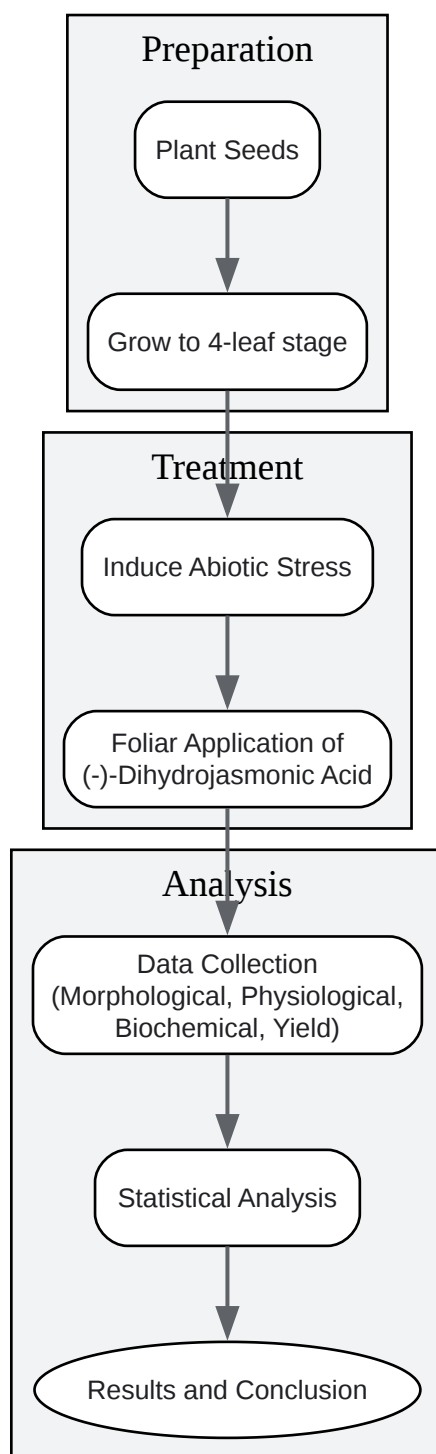 Preparation
Plant Seeds
Grow to 4-leaf stage
Treatment
Induce Abiotic Stress
Foliar Application of
(-)-Dihydrojasmonic Acid
Analysis
Data Collection
(Morphological, Physiological,
Biochemical, Yield)
Statistical Analysis
Results and Conclusion